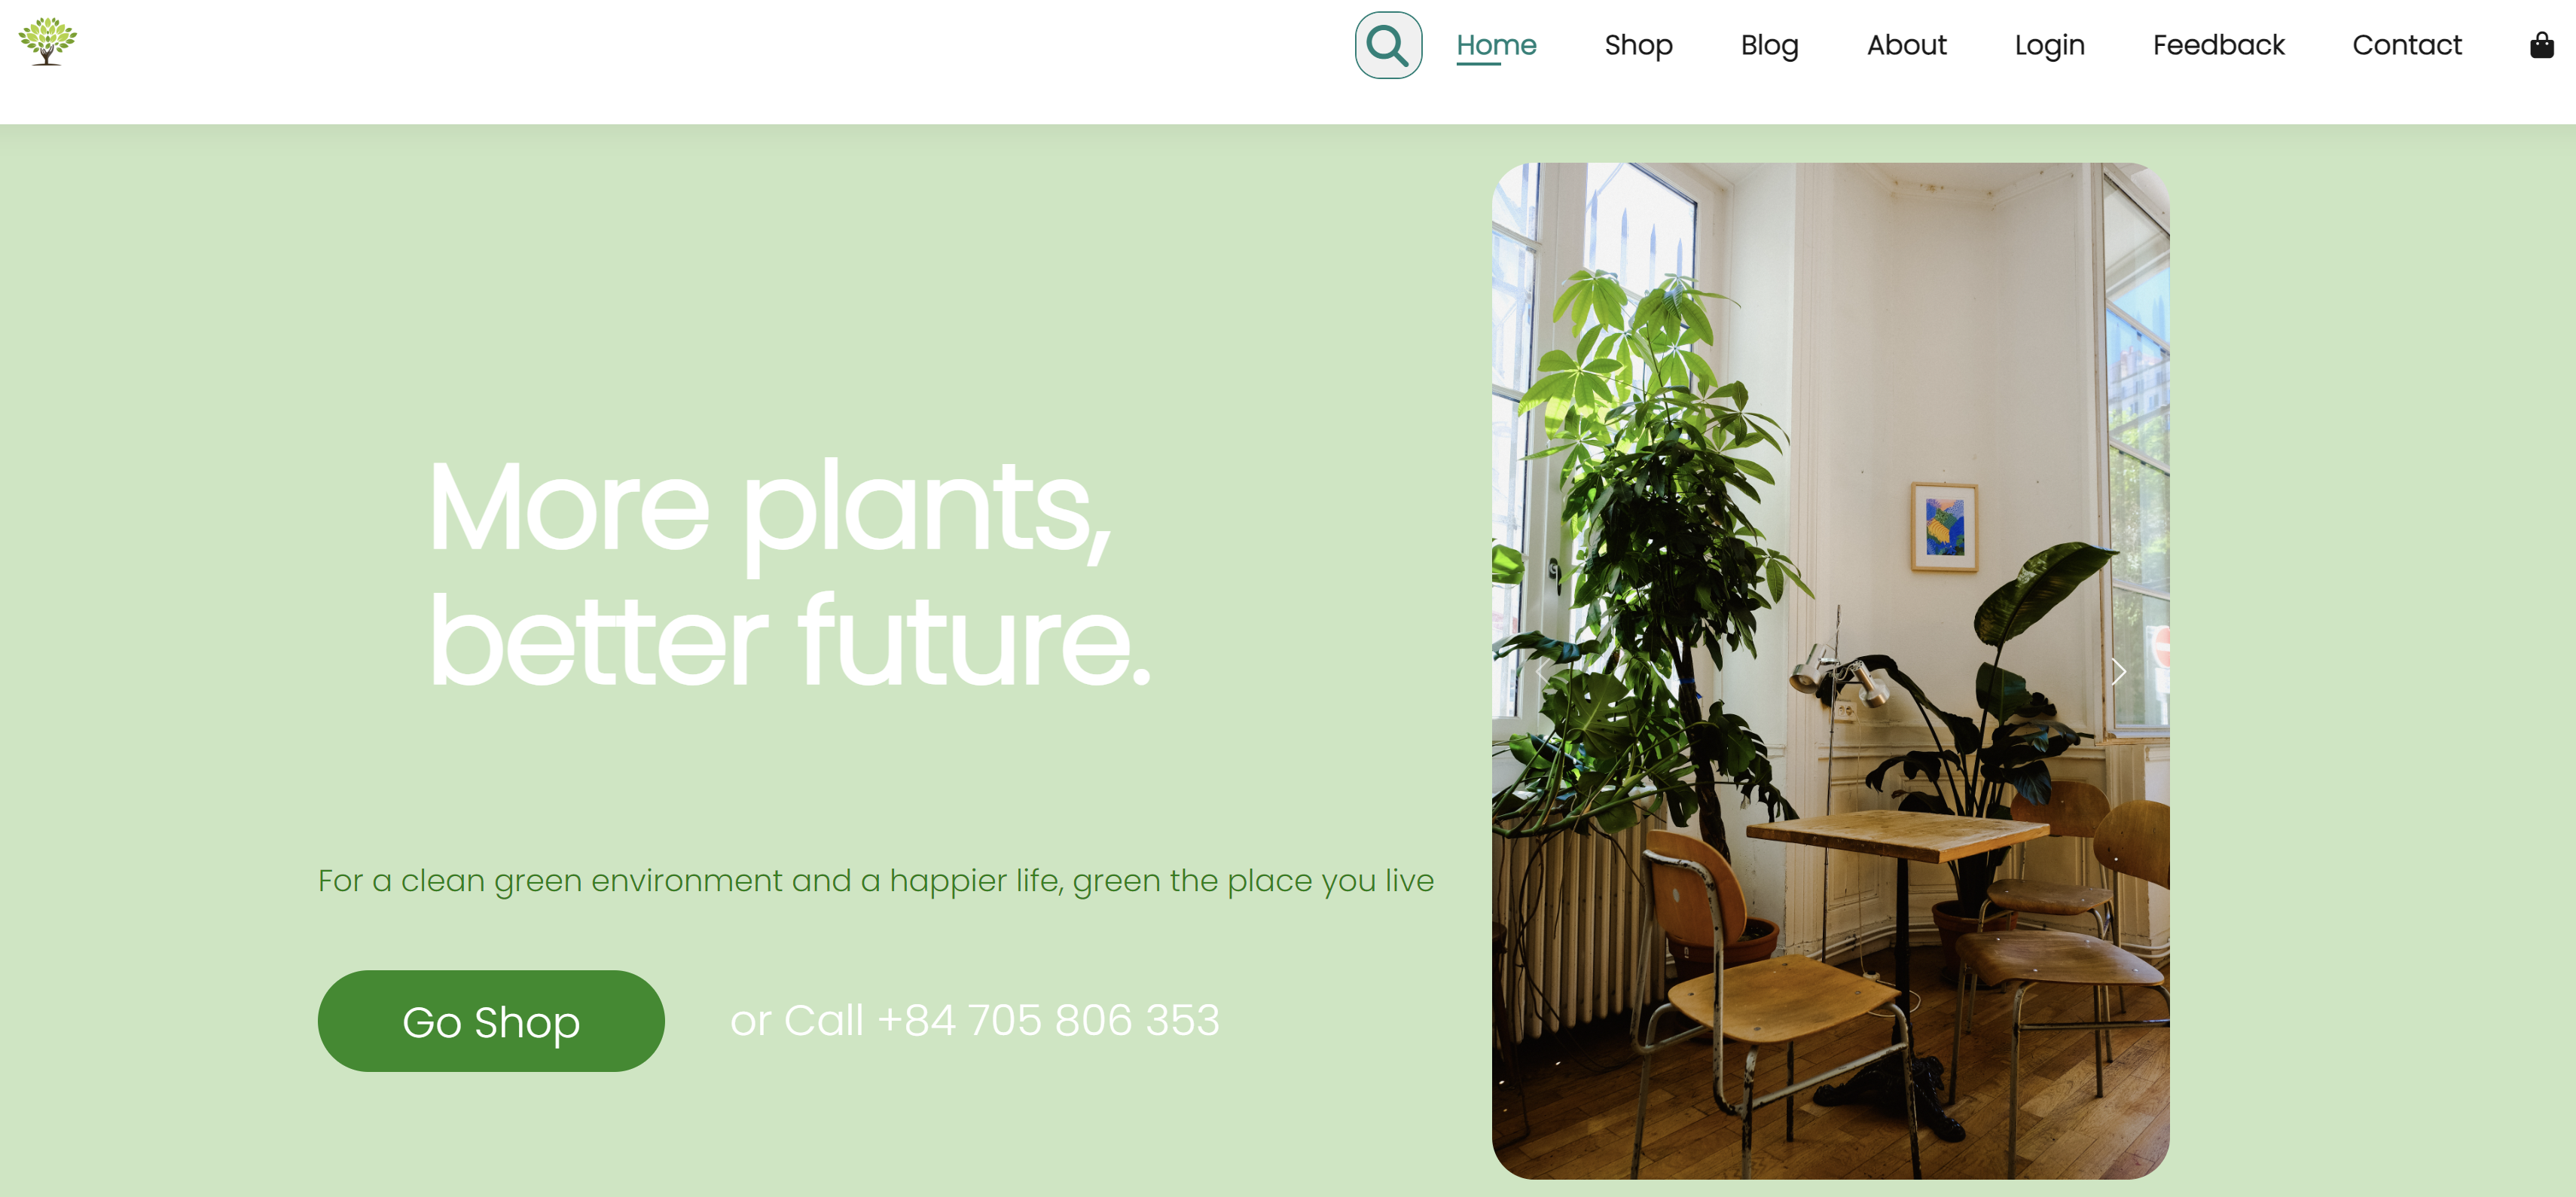 Home Shop Blog About Login Feedback Contact
More plants,
better future.
For a clean green environment and a happier life, green the place you live
Go Shop
or Call +84 705 806 353